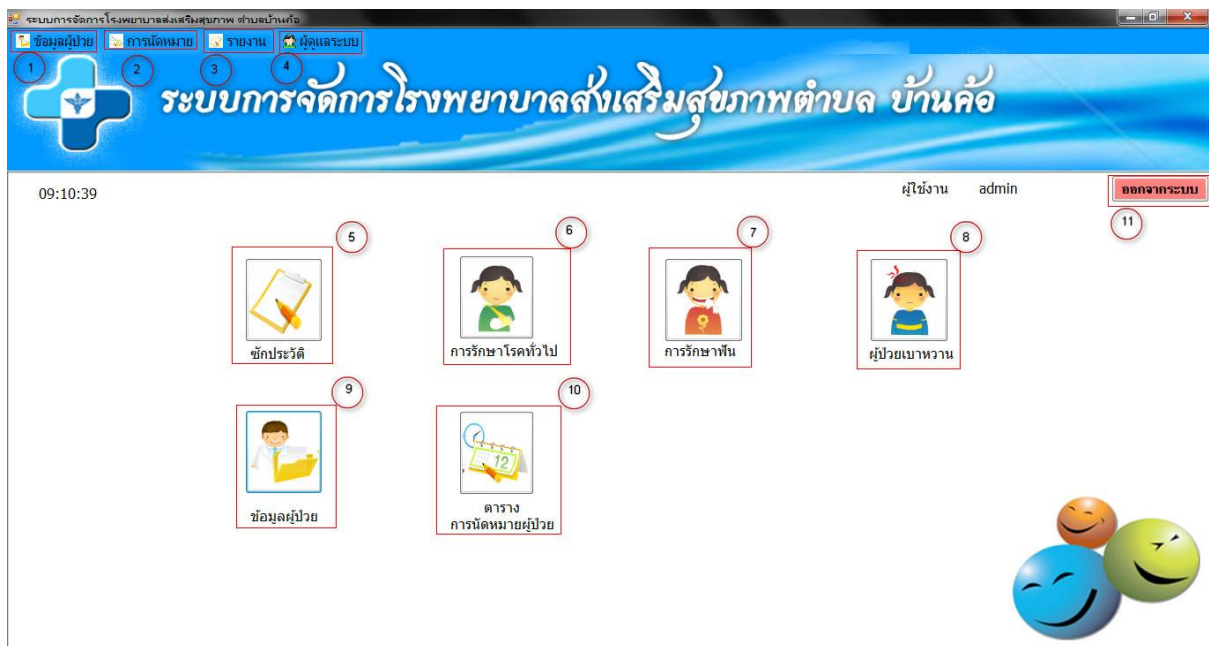 ระบบการจัดการโรงพยาบาลส่งเสริมสุขภาพ ตำบลบ้านก้อ
ข้อมูลผู้ป่วย การนัดหมาย รายงาน ผู้ดูแลระบบ
1 2 3 4
ระบบการจัดการโรงพยาบาลส่งเสริมสุขภาพตำบล บ้านค้อ
09:10:39 ผู้ใช้งาน admin ออกจากระบบ
5 6 7 8 11
ซักประวัติ การรักษาโรคทั่วไป การรักษาฟัน ผู้ป่วยเบาหวาน
9 10
12
ข้อมูลผู้ป่วย ตาราง
การนัดหมายผู้ป่วย